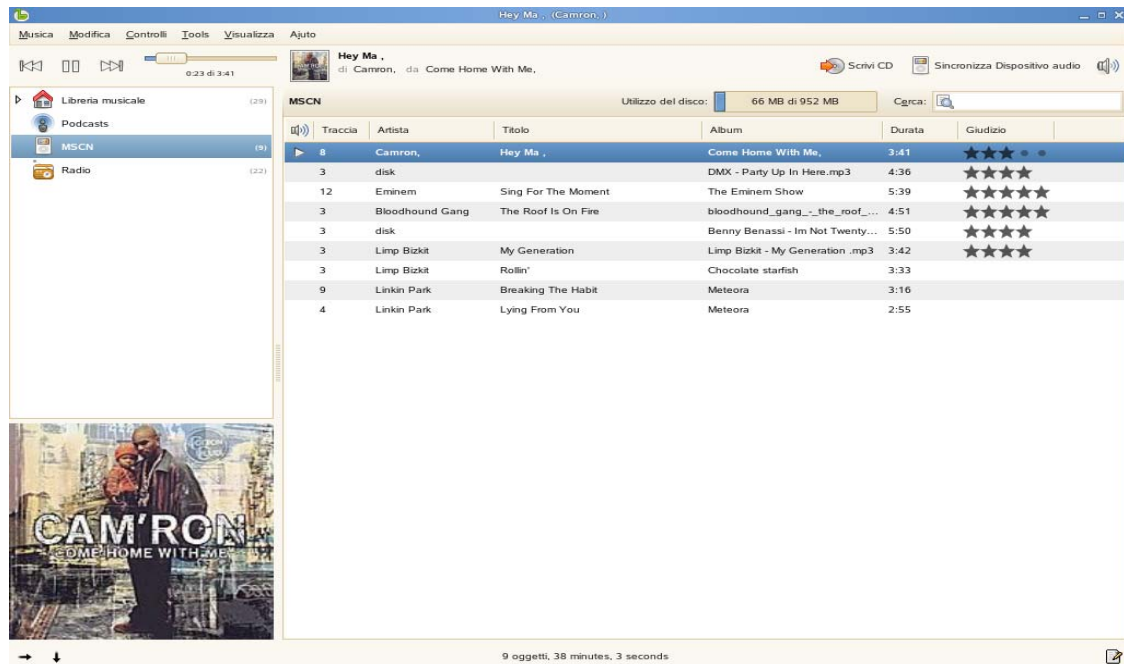 Hey Ma , (Camron, )
Musica Modifica Controlli Tools Visualizza Ajuto
0:23 di 3:41
Hey Ma ,
di Camron, da Come Home With Me,
Scrivi CD
Sincronizza Dispositivo audio
Libreria musicale (29)
Podcasts
MSCN (9)
Radio (22)
MSCN Utilizzo del disco: 66 MB di 952 MB Cerca:
Traccia Artista Titolo Album Durata Giudizio
8 Camron, Hey Ma , Come Home With Me, 3:41
3 disk DMX - Party Up In Here.mp3 4:36
12 Eminem Sing For The Moment The Eminem Show 5:39
3 Bloodhound Gang The Roof Is On Fire bloodhound_gang_-_the_roof_... 4:51
3 disk Benny Benassi - Im Not Twenty... 5:50
3 Limp Bizkit My Generation Limp Bizkit - My Generation .mp3 3:42
3 Limp Bizkit Rollin' Chocolate starfish 3:33
9 Linkin Park Breaking The Habit Meteora 3:16
4 Linkin Park Lying From You Meteora 2:55
CAM'RON
COME HOME WITH ME
9 oggetti, 38 minutes, 3 seconds